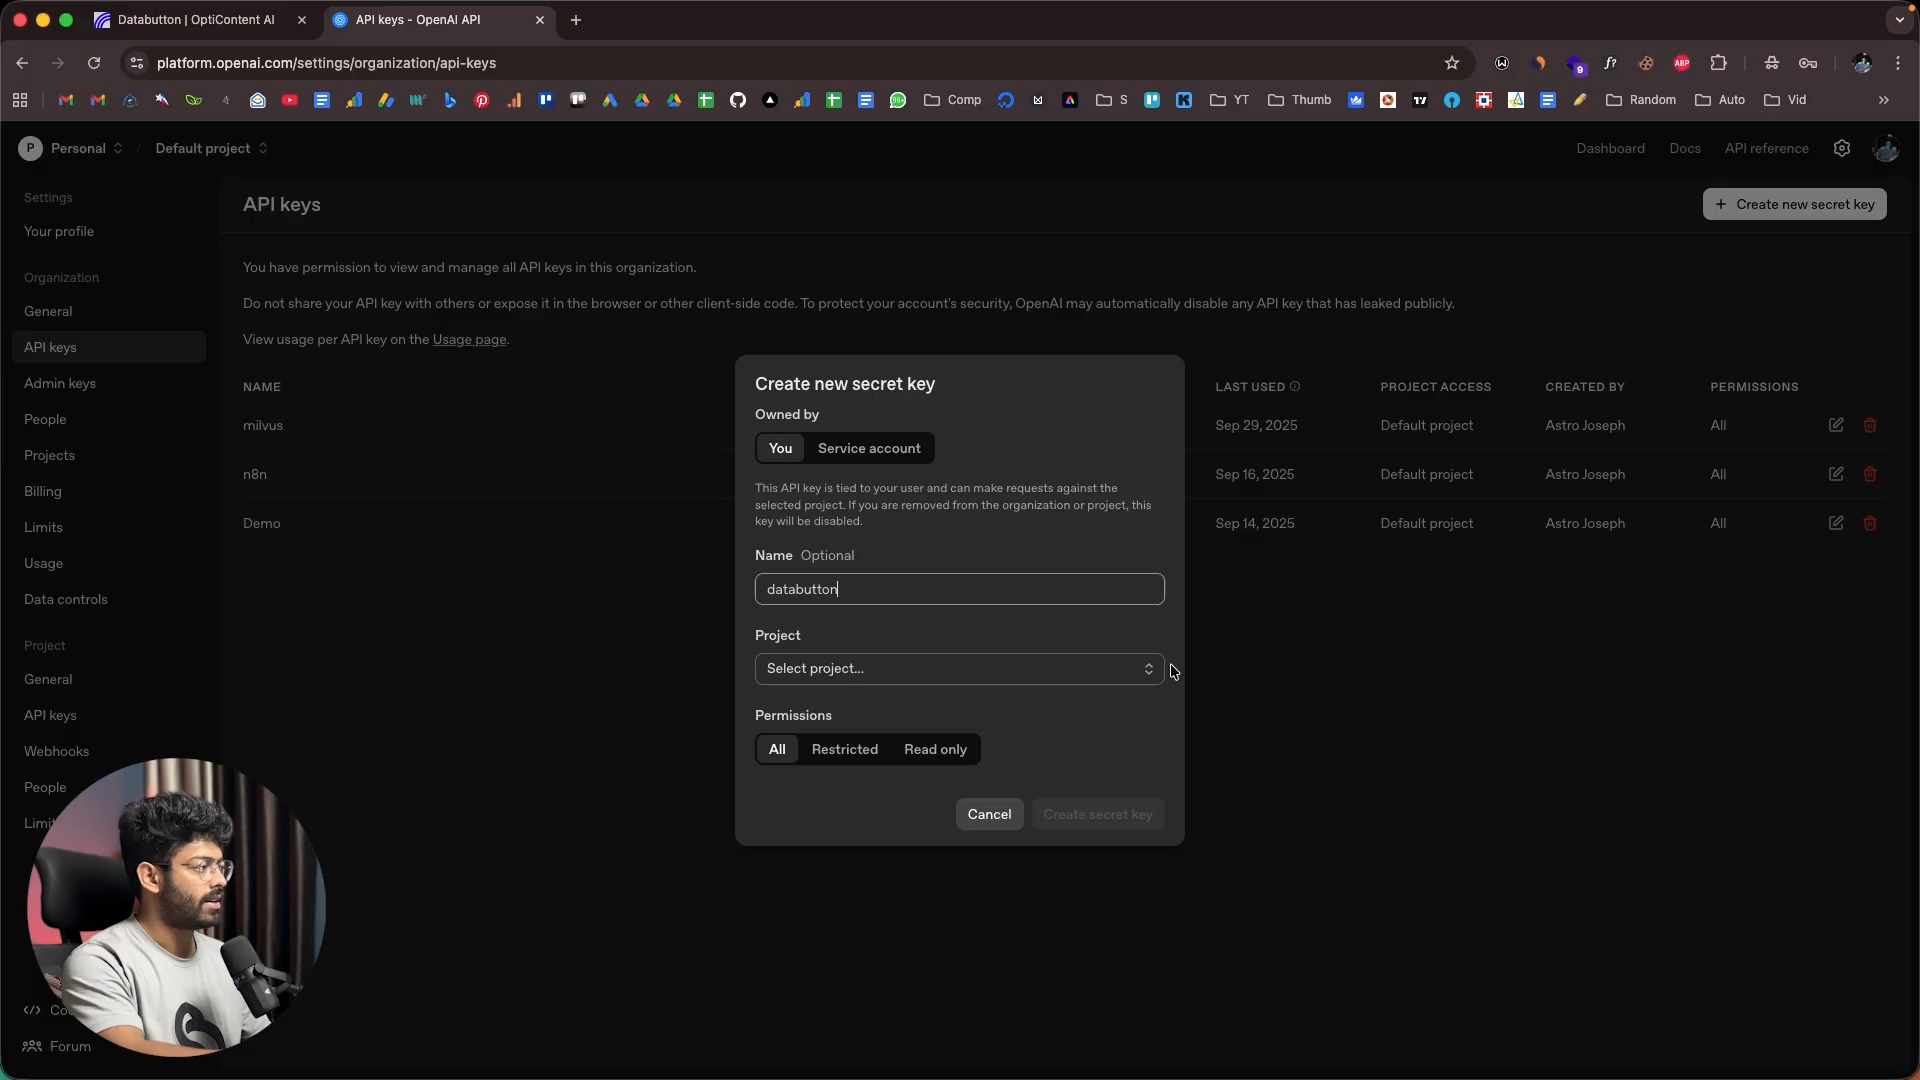 Databutton | OptiContent AI
API keys - OpenAI API
platform.openai.com/settings/organization/api-keys
9
ABP
99+
Comp
S
YT
Thumb
Random
Auto
Vid
P
Personal
/
Default project
Dashboard
Docs
API reference
Settings
Your profile
Organization
General
API keys
Admin keys
People
Projects
Billing
Limits
Usage
Data controls
Project
General
API keys
Webhooks
People
Forum
API keys
+ Create new secret key
You have permission to view and manage all API keys in this organization.
Do not share your API key with others or expose it in the browser or other client-side code. To protect your account's security, OpenAI may automatically disable any API key that has leaked publicly.
View usage per API key on the Usage page.
NAME
LAST USED
PROJECT ACCESS
CREATED BY
PERMISSIONS
milvus
Sep 29, 2025
Default project
Astro Joseph
All
n8n
Sep 16, 2025
Default project
Astro Joseph
All
Demo
Sep 14, 2025
Default project
Astro Joseph
All
Create new secret key
Owned by
You
Service account
This API key is tied to your user and can make requests against the
selected project. If you are removed from the organization or project, this
key will be disabled.
Name Optional
databutton
Project
Select project...
Permissions
All
Restricted
Read only
Cancel
Create secret key